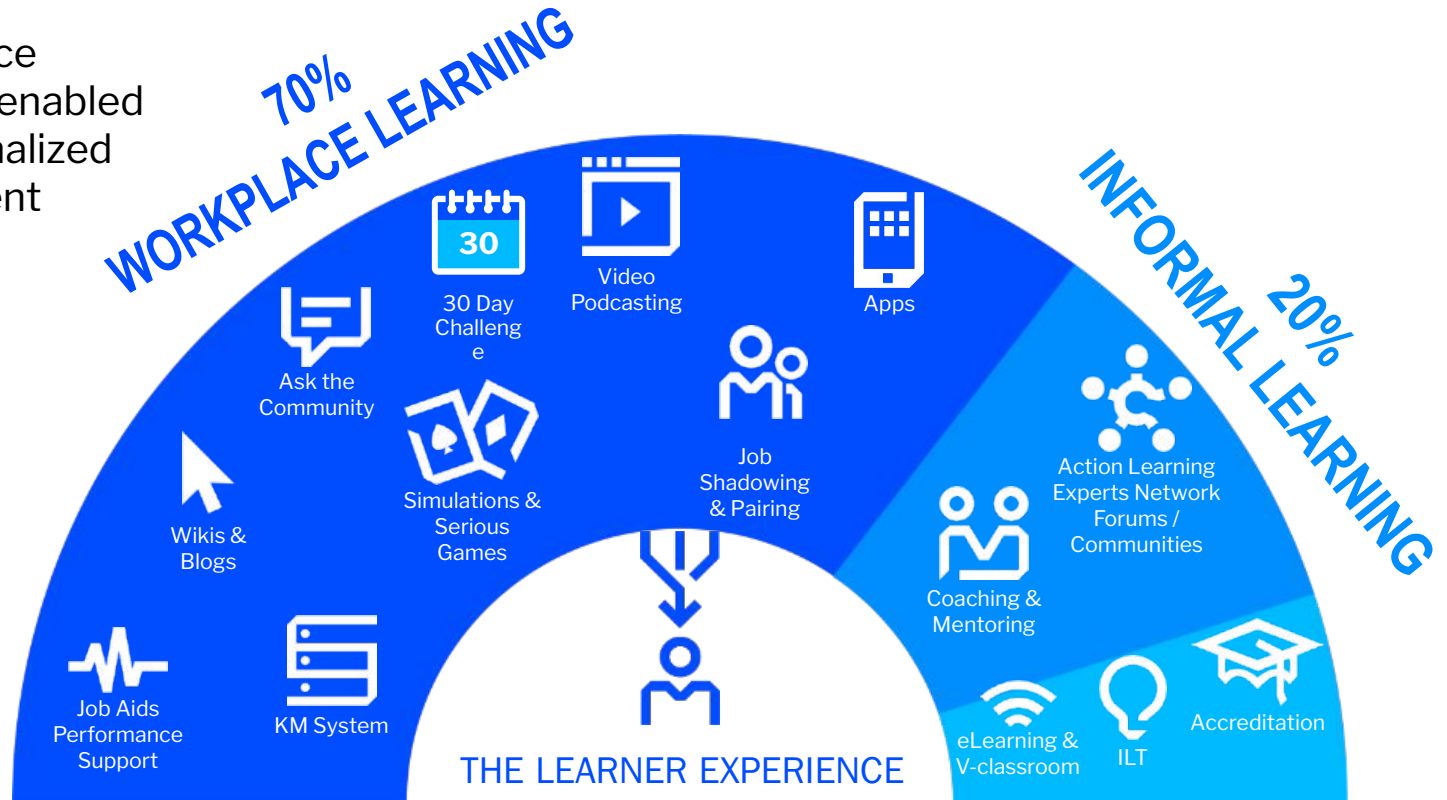 ce
enabled
nalized
ent
70%
WORKPLACE LEARNING
20%
INFORMAL LEARNING
30
30 Day
Challeng
e
Video
Podcasting
Apps
Ask the
Community
Simulations &
Serious
Games
Job
Shadowing
& Pairing
Wikis &
Blogs
Job Aids
Performance
Support
KM System
Action Learning
Experts Network
Forums /
Communities
Coaching &
Mentoring
eLearning &
V-classroom
ILT
Accreditation
THE LEARNER EXPERIENCE